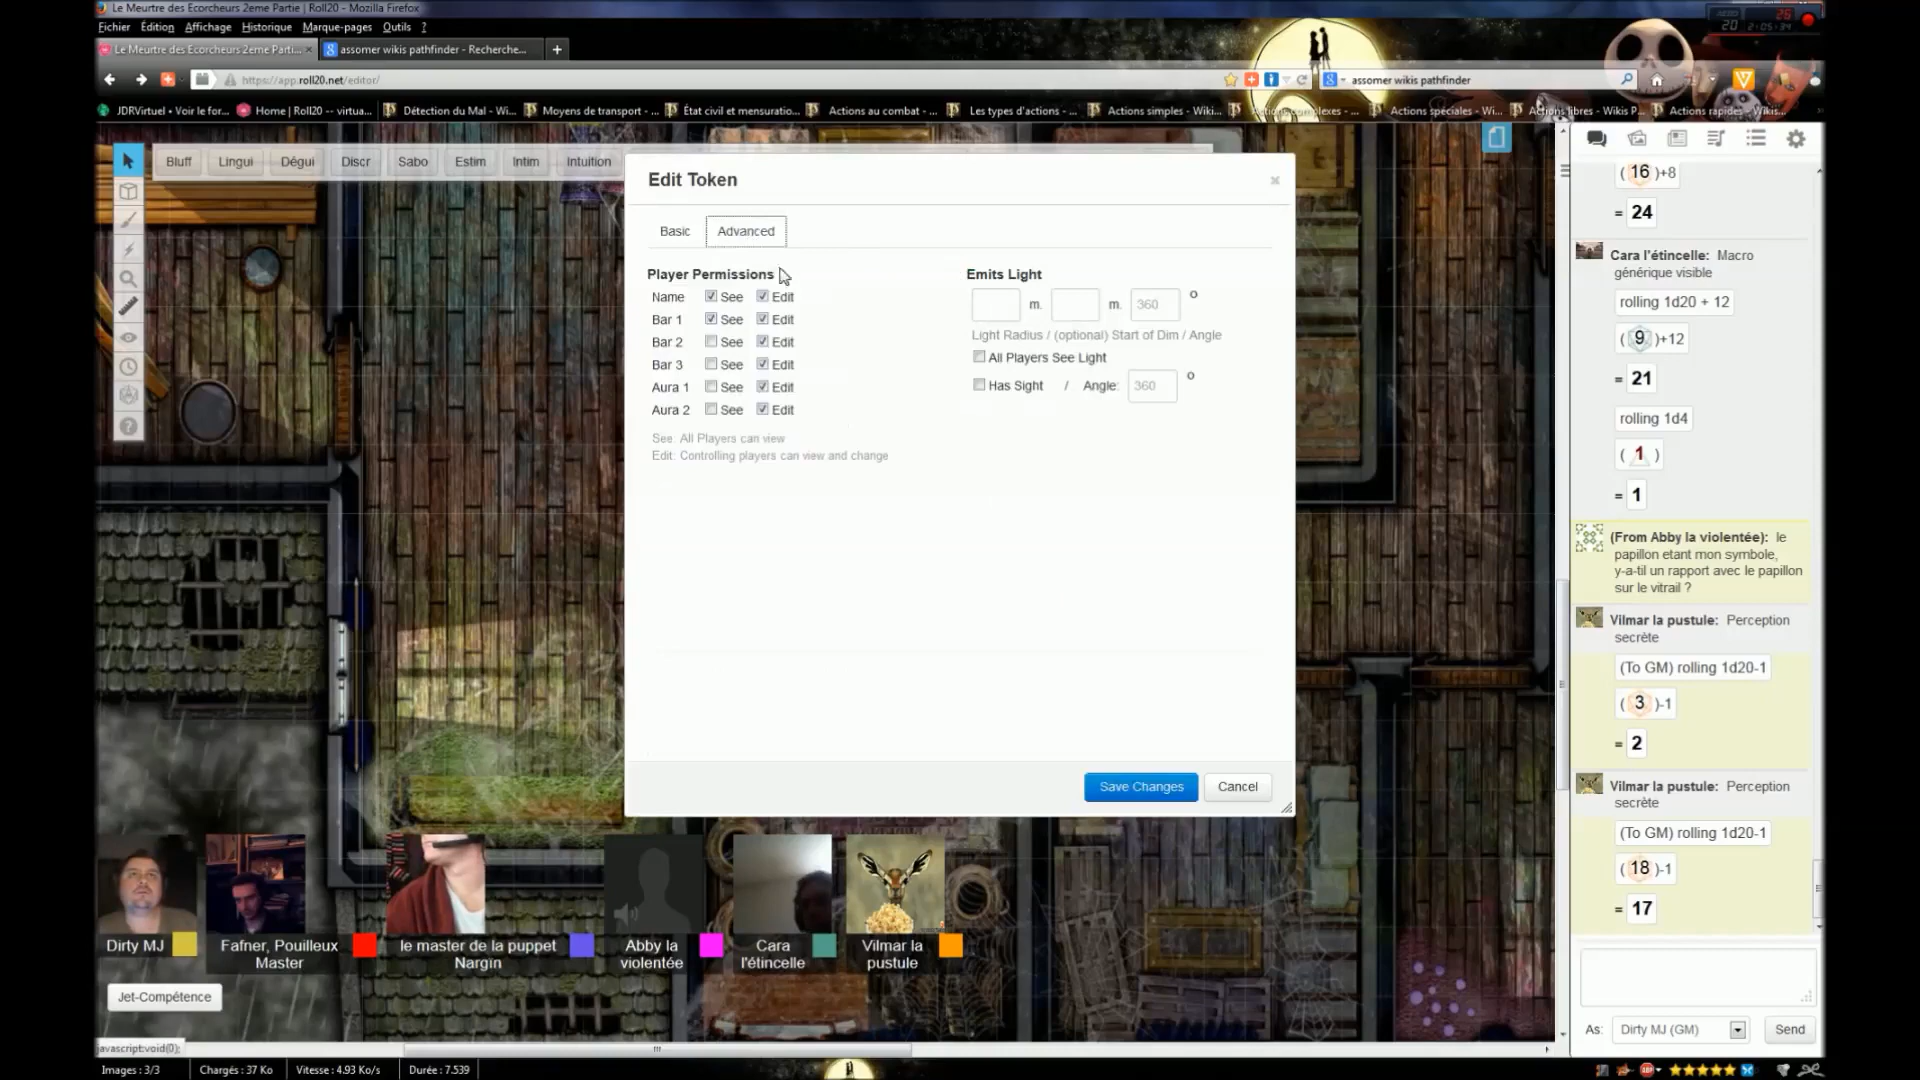 Le Meurtre des Ecorcheurs 2eme Partie | Roll20 - Mozilla Firefox
Fichier Édition Affichage Historique Marque-pages Outils ?
Le Meurtre des Ecorcheurs 2eme Parti... × assomer wikis pathfinder - Recherche... +
https://app.roll20.net/editor/
assomer wikis pathfinder
JDRVirtuel • Voir le for... Home | Roll20 -- virtua... Détection du Mal - Wi... Moyens de transport - ... État civil et mensuratio... Actions au combat - ... Les types d'actions - ... Actions simples - Wiki... Actions complexes - ... Actions spéciales - Wi... Actions libres - Wikis P... Actions rapides - Wikis...
20 2:05:34
26
Bluff Lingui Dégui Discr Sabo Estim Intim Intuition
Edit Token
Basic Advanced
Player Permissions
Name See Edit
Bar 1 See Edit
Bar 2 See Edit
Bar 3 See Edit
Aura 1 See Edit
Aura 2 See Edit
See: All Players can view
Edit: Controlling players can view and change
Emits Light
m. m. 360 °
Light Radius / (optional) Start of Dim / Angle
All Players See Light
Has Sight / Angle: 360 °
Save Changes Cancel
(16)+8
= 24
Cara l'étincelle: Macro
générique visible
rolling 1d20 + 12
(9)+12
= 21
rolling 1d4
(1)
= 1
(From Abby la violentée): le
papillon etant mon symbole,
y-a-til un rapport avec le papillon
sur le vitrail ?
Vilmar la pustule: Perception
secrète
(To GM) rolling 1d20-1
(3)-1
= 2
Vilmar la pustule: Perception
secrète
(To GM) rolling 1d20-1
(18)-1
= 17
As: Dirty MJ (GM) Send
Dirty MJ
Fafner, Pouilleux
Master
le master de la puppet
Nargin
Abby la
violentée
Cara
l'étincelle
Vilmar la
pustule
Jet-Compétence
javascript:void(0);
Images : 3/3 Chargés : 37 Ko Vitesse : 4.93 Ko/s Durée : 7.539